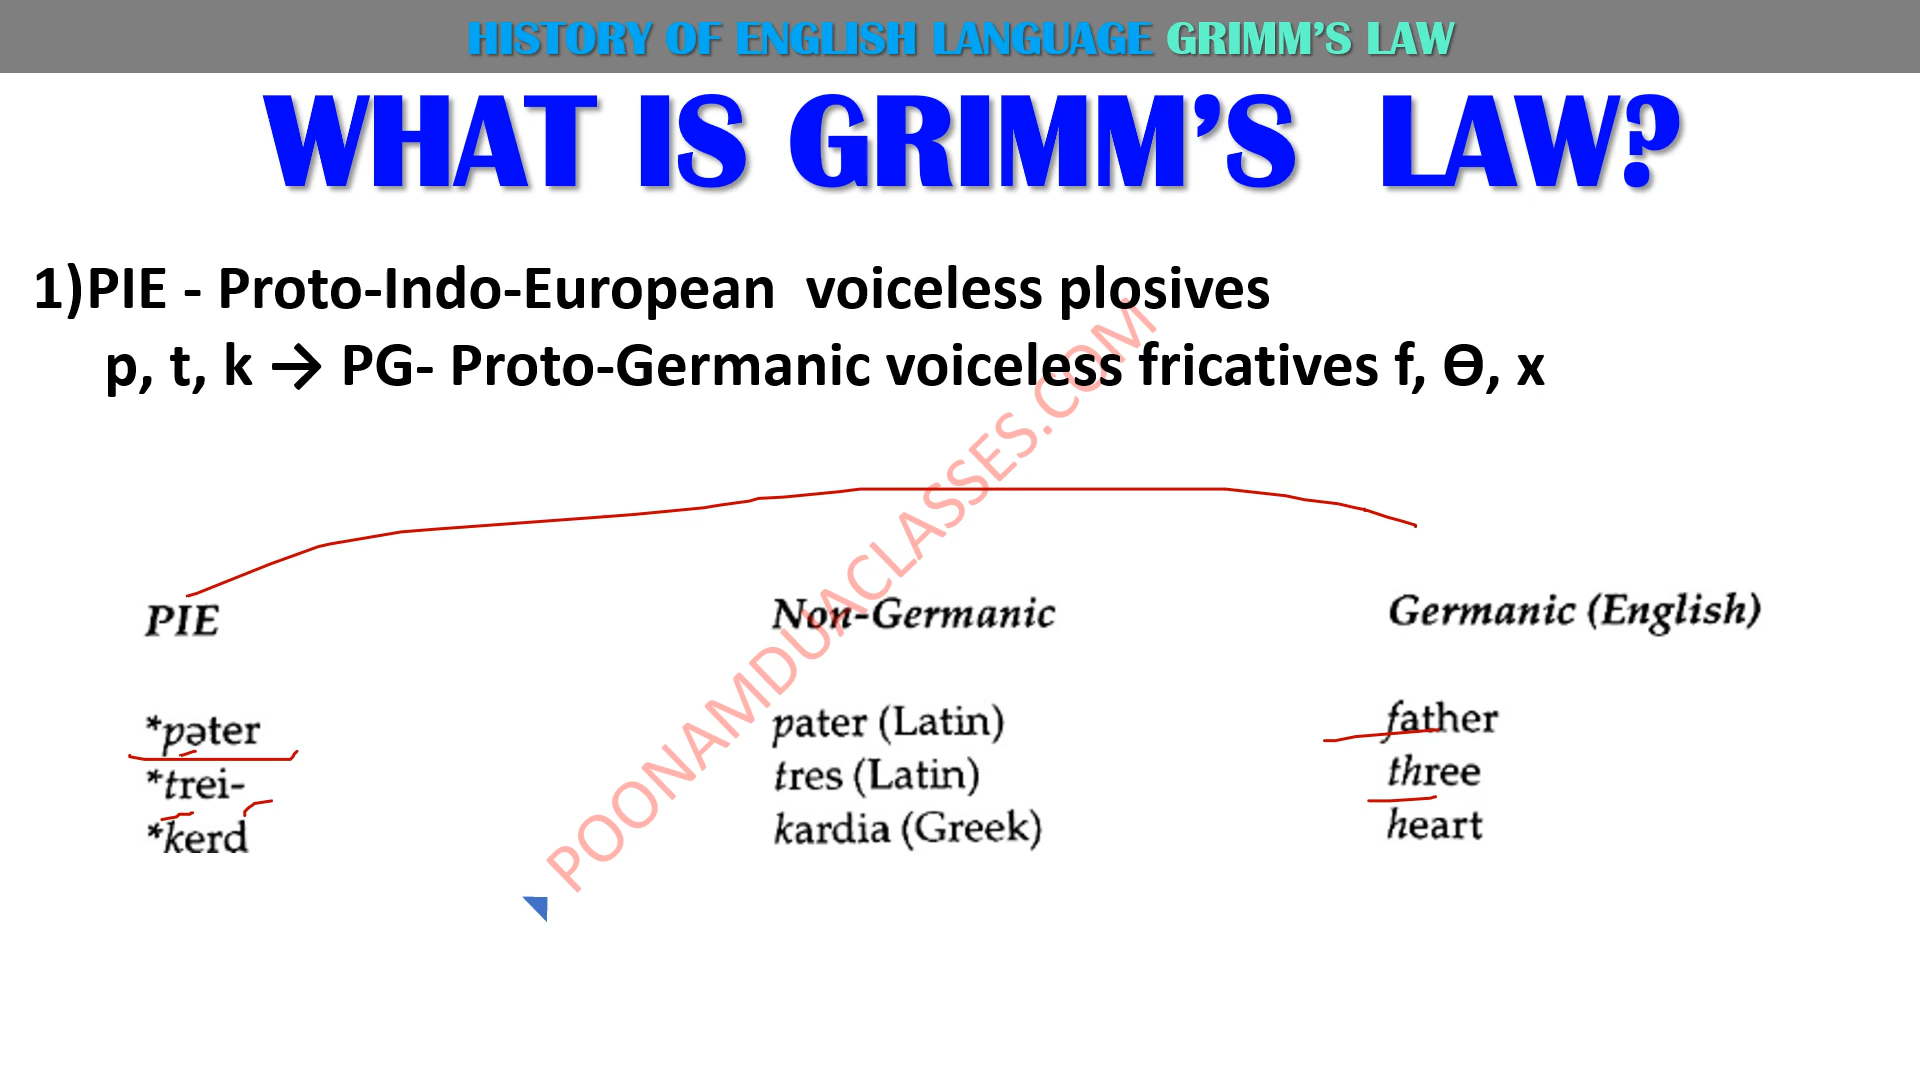 HISTORY OF ENGLISH LANGUAGE GRIMM'S LAW
WHAT IS GRIMM'S LAW?
1)PIE - Proto-Indo-European voiceless plosives
p, t, k → PG- Proto-Germanic voiceless fricatives f, Ɵ, x
PIE Non-Germanic Germanic (English)
*pəter pater (Latin) father
*trei- tres (Latin) three
*kerd kardia (Greek) heart
POONAMDUACLASSES.COM